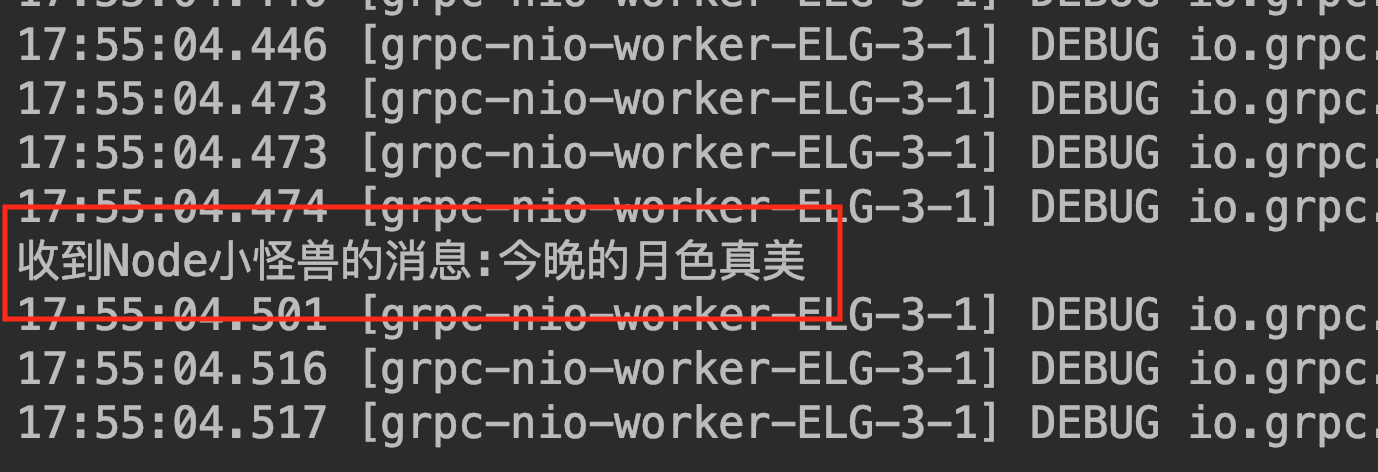 17:55:04.446 [grpc-nio-worker-ELG-3-1] DEBUG io.grpc.
17:55:04.446 [grpc-nio-worker-ELG-3-1] DEBUG io.grpc.
17:55:04.473 [grpc-nio-worker-ELG-3-1] DEBUG io.grpc.
17:55:04.473 [grpc-nio-worker-ELG-3-1] DEBUG io.grpc.
17:55:04.474 [grpc-nio-worker-ELG-3-1] DEBUG io.grpc.
收到Node小怪兽的消息:今晚的月色真美
17:55:04.501 [grpc-nio-worker-ELG-3-1] DEBUG io.grpc.
17:55:04.516 [grpc-nio-worker-ELG-3-1] DEBUG io.grpc.
17:55:04.517 [grpc-nio-worker-ELG-3-1] DEBUG io.grpc.